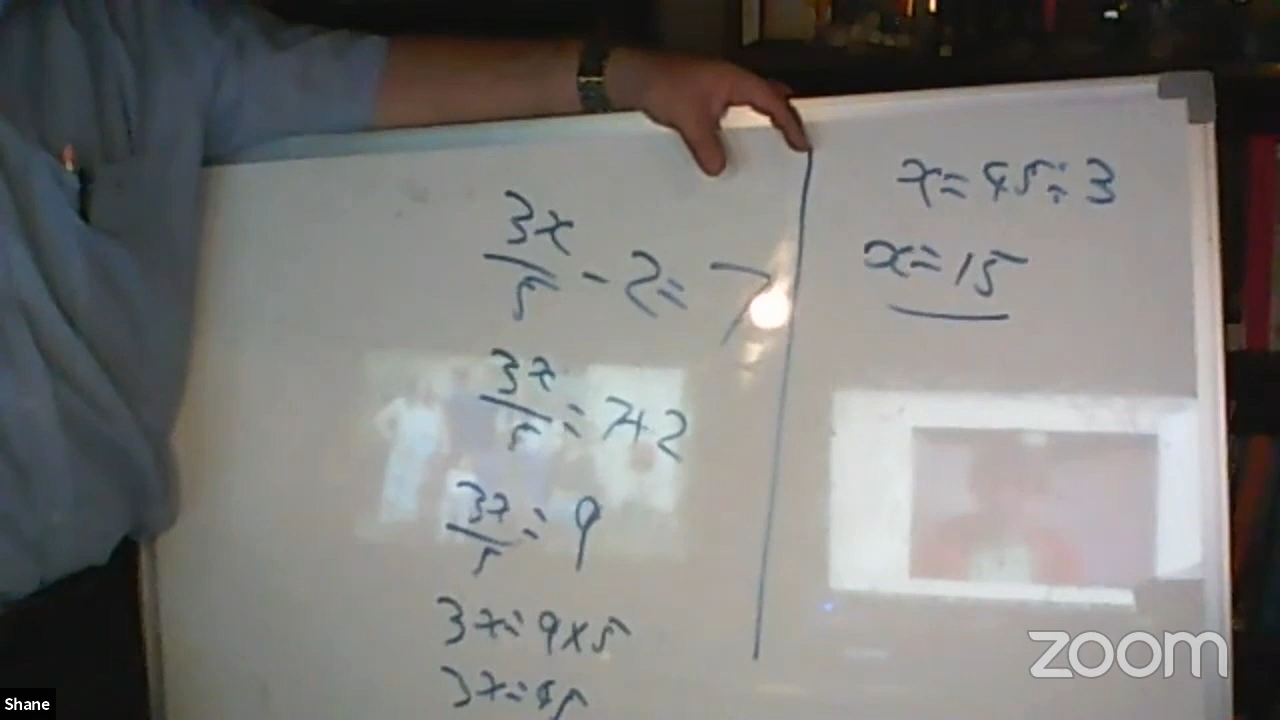 3x/5 - 2 = 7
3x/5 = 7+2
3x/5 = 9
3x = 9x5
3x = 45
x = 45÷3
x = 15
zoom
Shane